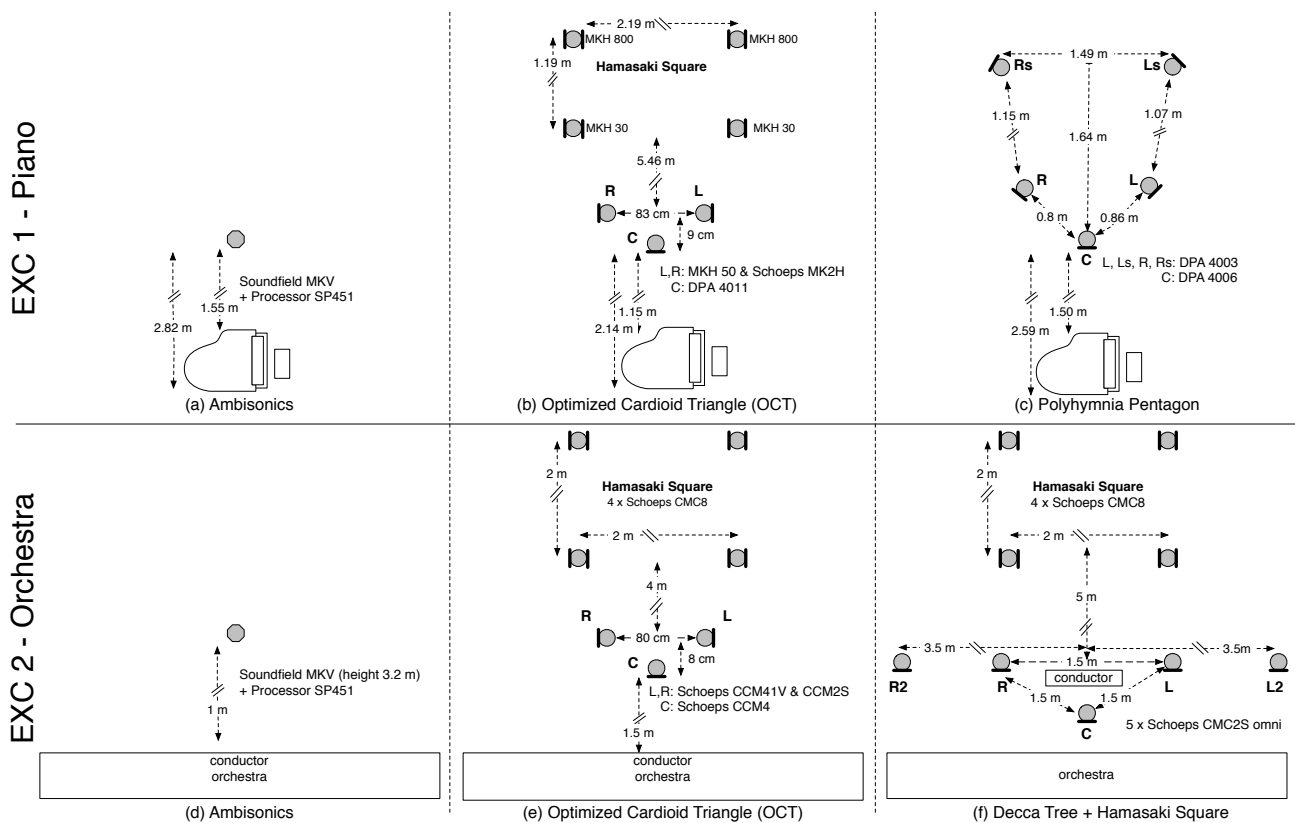 EXC 1 - Piano
Soundfield MKV
+ Processor SP451
1.55 m
2.82 m
(a) Ambisonics
2.19 m
MKH 800
MKH 800
1.19 m
Hamasaki Square
MKH 30
MKH 30
5.46 m
R
L
83 cm
9 cm
C
L,R: MKH 50 & Schoeps MK2H
C: DPA 4011
1.15 m
2.14 m
(b) Optimized Cardioid Triangle (OCT)
1.49 m
Rs
Ls
1.15 m
1.07 m
1.64 m
R
L
0.8 m
0.86 m
C
L, Ls, R, Rs: DPA 4003
C: DPA 4006
1.50 m
2.59 m
(c) Polyhymnia Pentagon
EXC 2 - Orchestra
Soundfield MKV (height 3.2 m)
+ Processor SP451
1 m
conductor
orchestra
(d) Ambisonics
2 m
Hamasaki Square
4 x Schoeps CMC8
2 m
4 m
R
L
80 cm
8 cm
C
L,R: Schoeps CCM41V & CCM2S
C: Schoeps CCM4
1.5 m
conductor
orchestra
(e) Optimized Cardioid Triangle (OCT)
2 m
Hamasaki Square
4 x Schoeps CMC8
2 m
5 m
3.5 m
3.5m
1.5 m
R2
R
conductor
L
L2
1.5 m
1.5 m
C
5 x Schoeps CMC2S omni
orchestra
(f) Decca Tree + Hamasaki Square